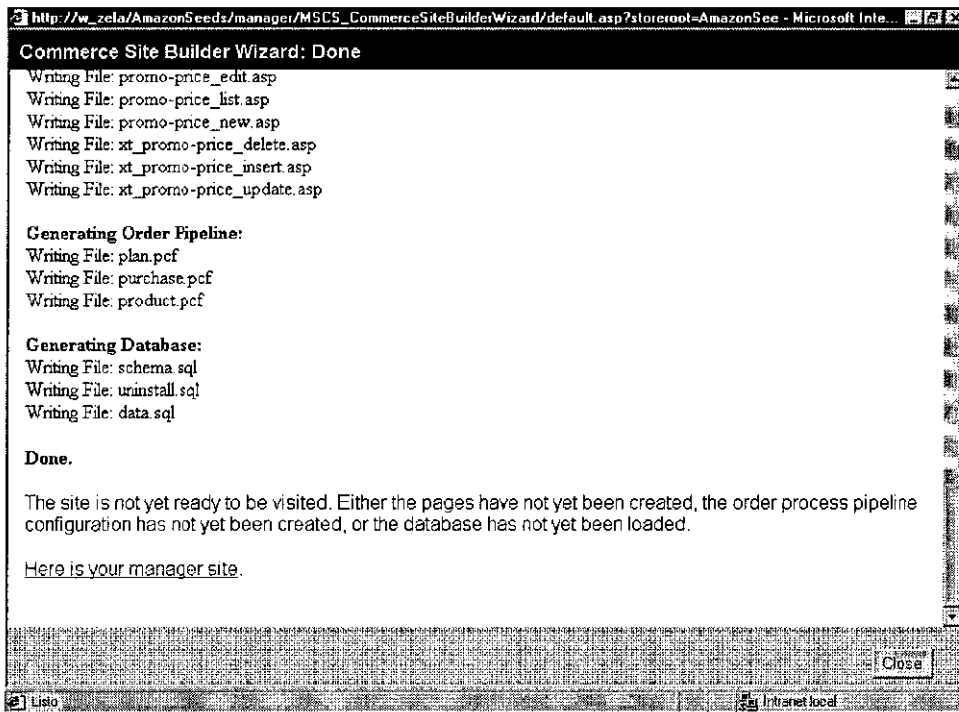 http://w_zela/AmazonSeeds/manager/MSCS_CommerceSiteBuilderWizard/default.asp?storeroot=AmazonSee - Microsoft Inte...
Commerce Site Builder Wizard: Done
Writing File: promo-price_edit.asp
Writing File: promo-price_list.asp
Writing File: promo-price_new.asp
Writing File: xt_promo-price_delete.asp
Writing File: xt_promo-price_insert.asp
Writing File: xt_promo-price_update.asp
Generating Order Pipeline:
Writing File: plan.pcf
Writing File: purchase.pcf
Writing File: product.pcf
Generating Database:
Writing File: schema.sql
Writing File: uninstall.sql
Writing File: data.sql
Done.
The site is not yet ready to be visited. Either the pages have not yet been created, the order process pipeline
configuration has not yet been created, or the database has not yet been loaded.
Here is your manager site.
Close
Listo
Intranet local